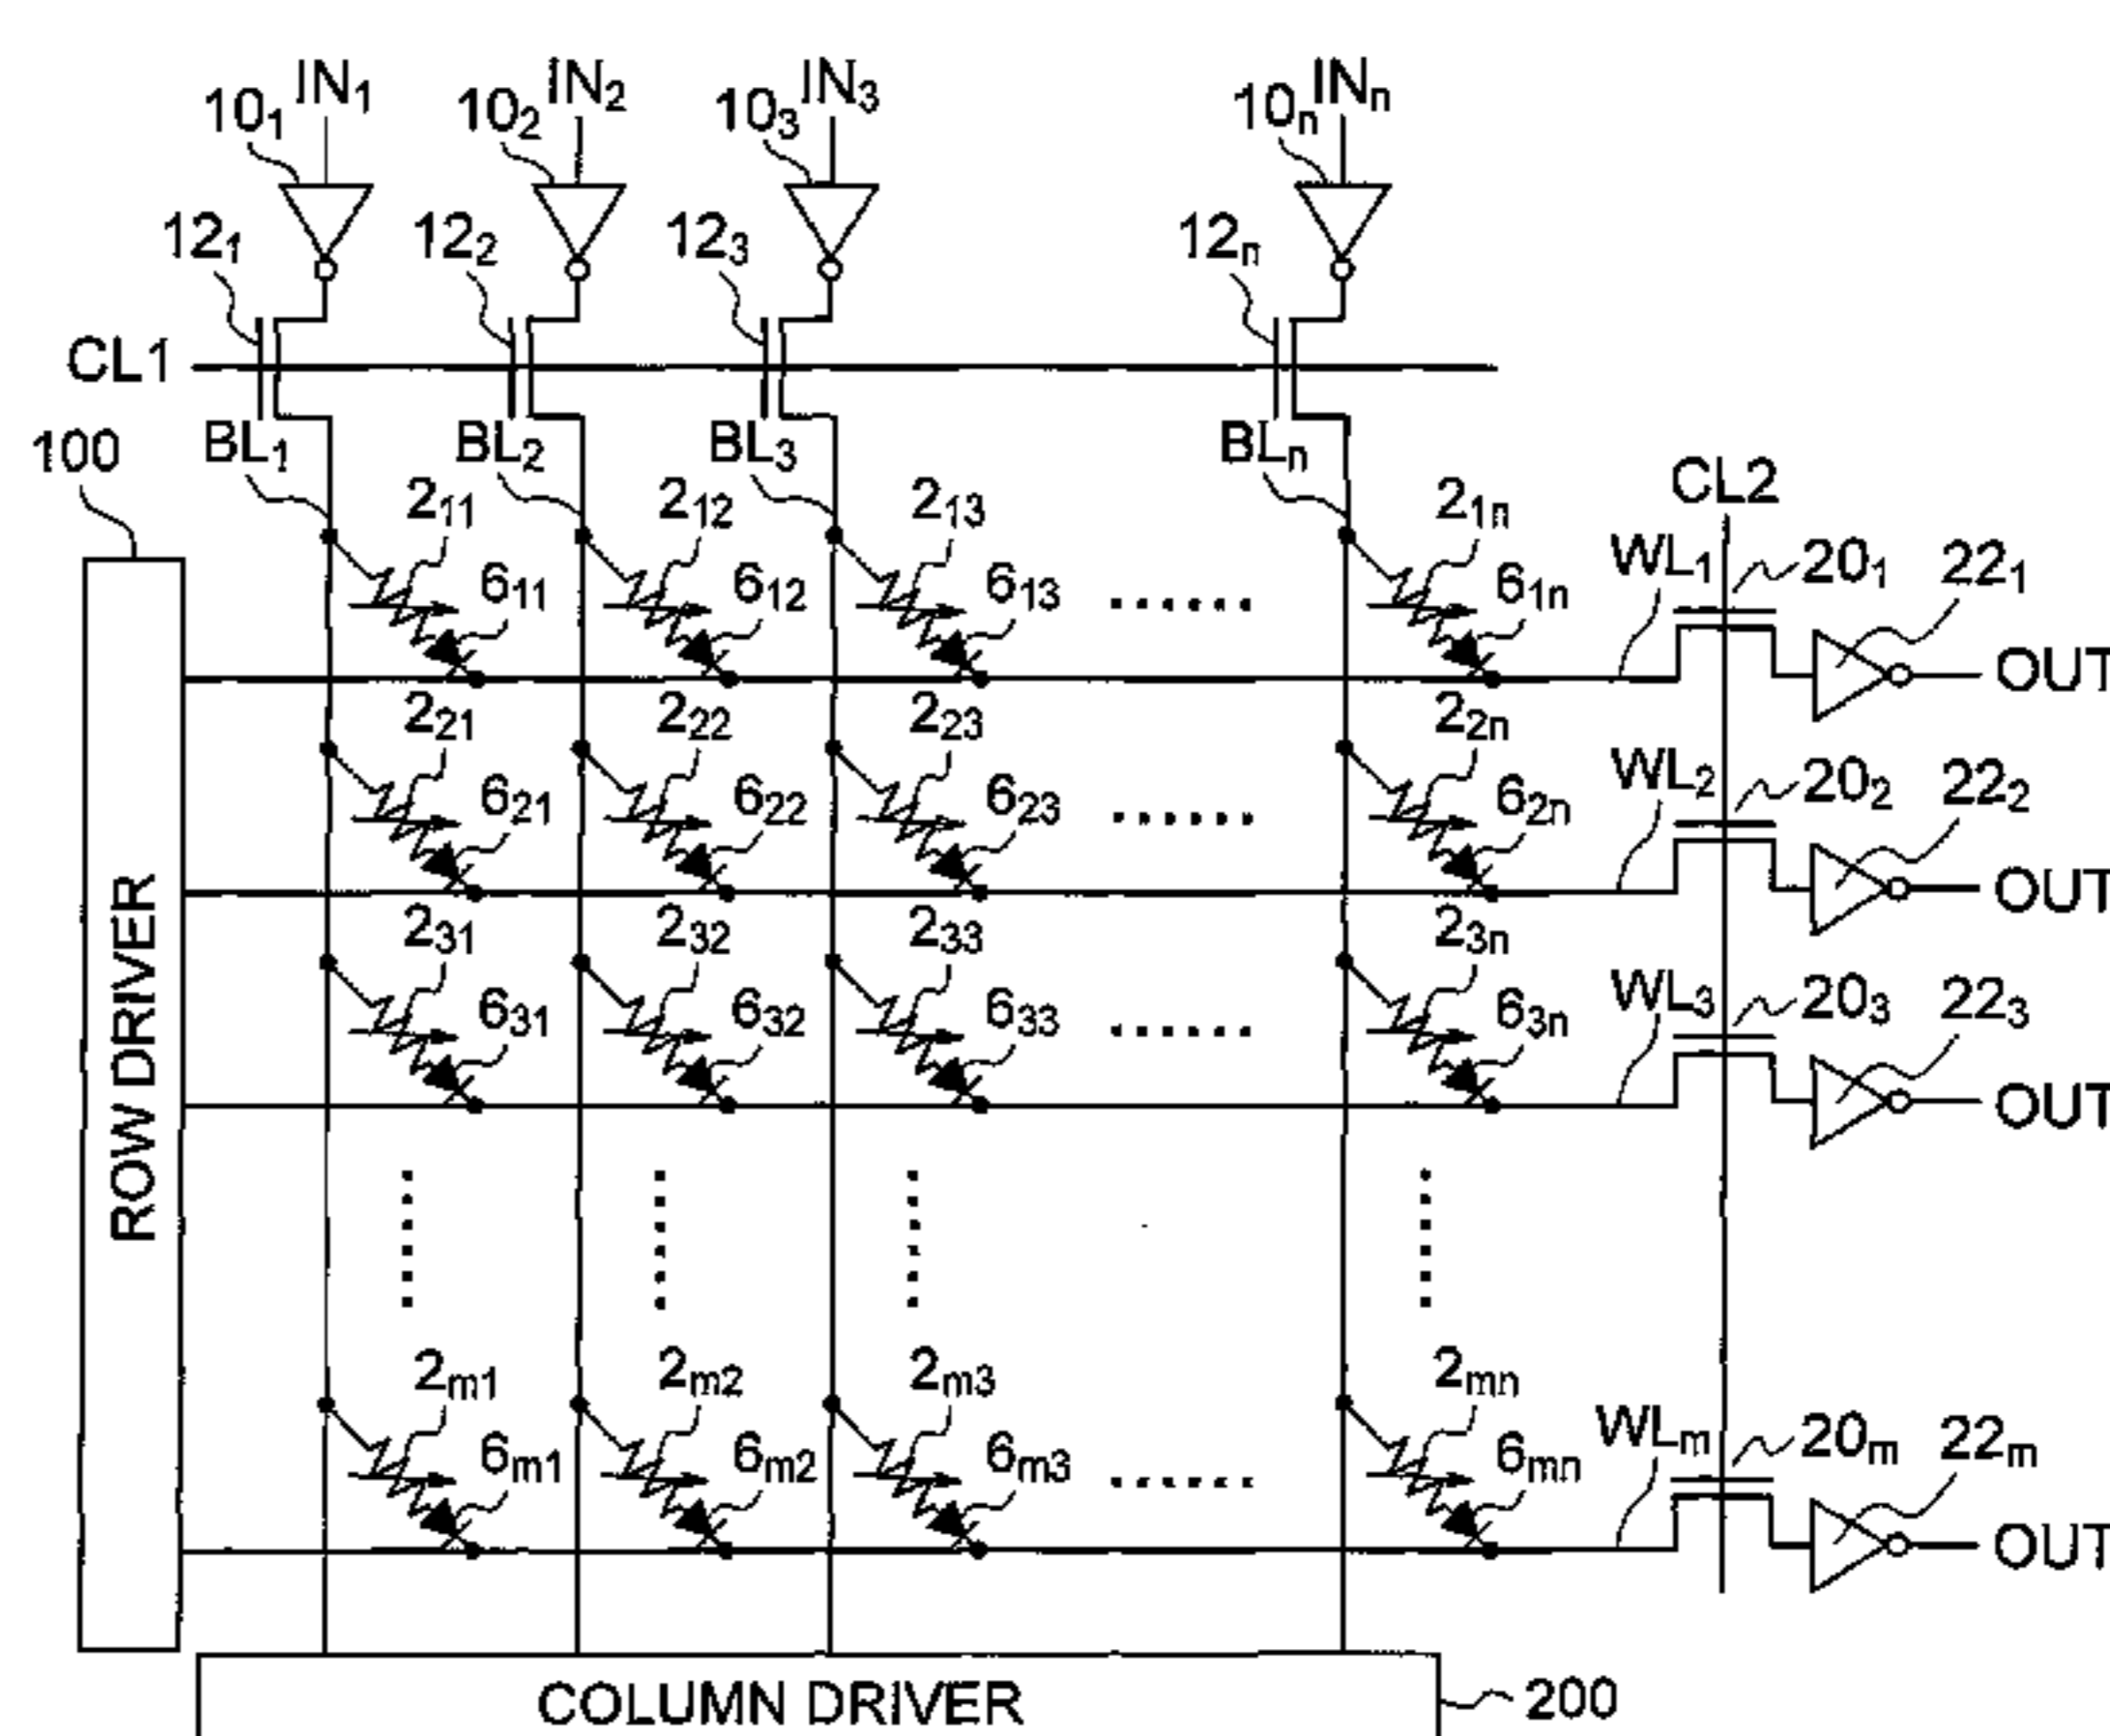 IN₁ IN₂ IN₃ INₙ
10₁ 10₂ 10₃ 10ₙ
12₁ 12₂ 12₃ 12ₙ
CL1
BL₁ BL₂ BL₃ BLₙ
100
CL2
2₁₁ 2₁₂ 2₁₃ 2₁ₙ
WL₁ 20₁ 22₁
6₁₁ 6₁₂ 6₁₃ ...... 6₁ₙ
OUT
2₂₁ 2₂₂ 2₂₃ 2₂ₙ
WL₂ 20₂ 22₂
6₂₁ 6₂₂ 6₂₃ ...... 6₂ₙ
OUT
2₃₁ 2₃₂ 2₃₃ 2₃ₙ
WL₃ 20₃ 22₃
6₃₁ 6₃₂ 6₃₃ ...... 6₃ₙ
OUT
ROW DRIVER
2ₘ₁ 2ₘ₂ 2ₘ₃ 2ₘₙ
WLₘ 20ₘ 22ₘ
6ₘ₁ 6ₘ₂ 6ₘ₃ ...... 6ₘₙ
OUT
COLUMN DRIVER
200